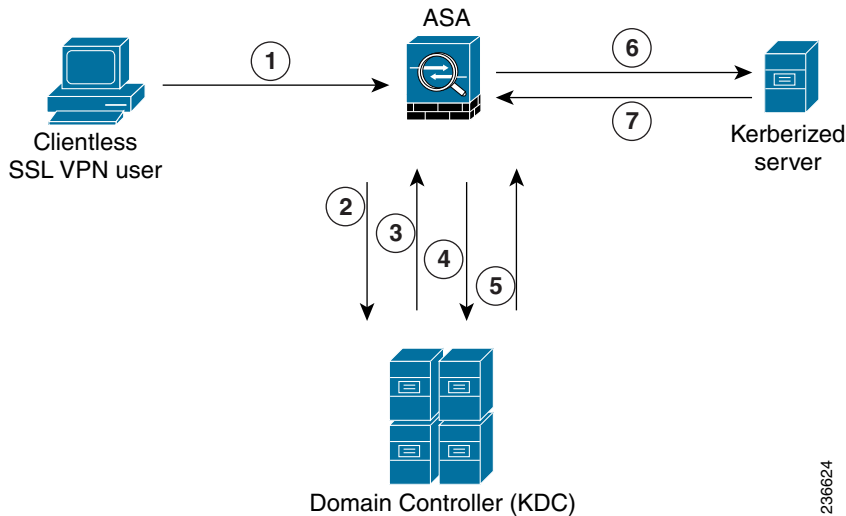 ASA
1
6
7
Clientless
SSL VPN user
Kerberized
server
2
3
4
5
Domain Controller (KDC)
236624